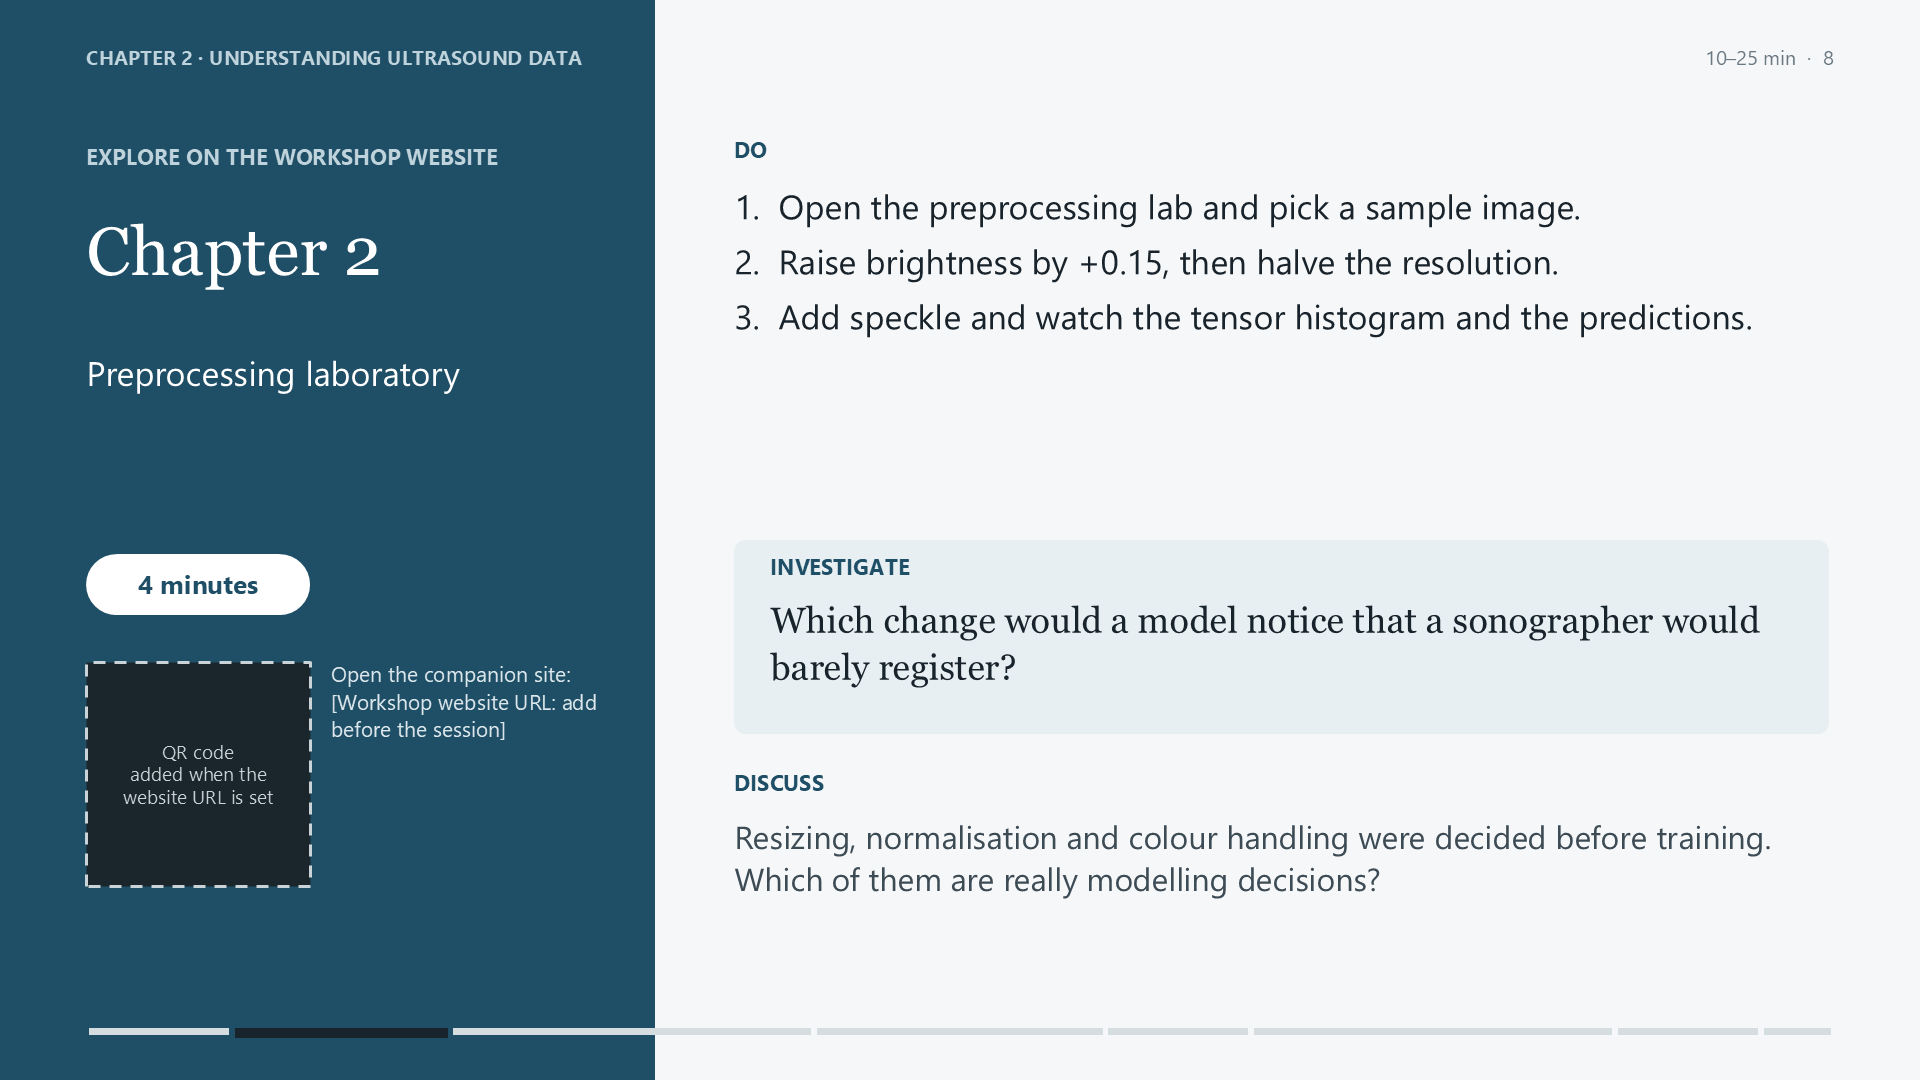 CHAPTER 2 · UNDERSTANDING ULTRASOUND DATA
10–25 min · 8
EXPLORE ON THE WORKSHOP WEBSITE
Chapter 2
Preprocessing laboratory
4 minutes
QR code
added when the
website URL is set
Open the companion site:
[Workshop website URL: add
before the session]
DO
1. Open the preprocessing lab and pick a sample image.
2. Raise brightness by +0.15, then halve the resolution.
3. Add speckle and watch the tensor histogram and the predictions.
INVESTIGATE
Which change would a model notice that a sonographer would
barely register?
DISCUSS
Resizing, normalisation and colour handling were decided before training.
Which of them are really modelling decisions?